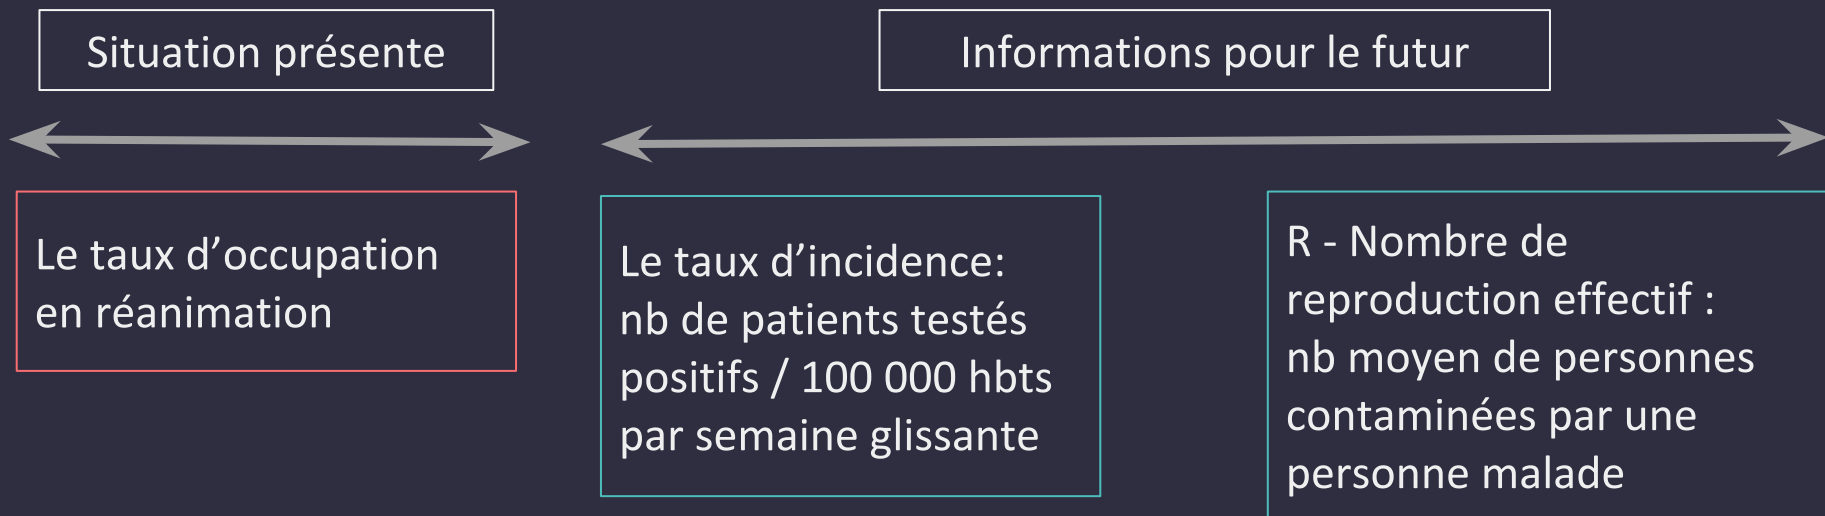 Situation présente
Informations pour le futur
Le taux d’occupation
en réanimation
Le taux d’incidence:
nb de patients testés
positifs / 100 000 hbts
par semaine glissante
R - Nombre de
reproduction effectif :
nb moyen de personnes
contaminées par une
personne malade